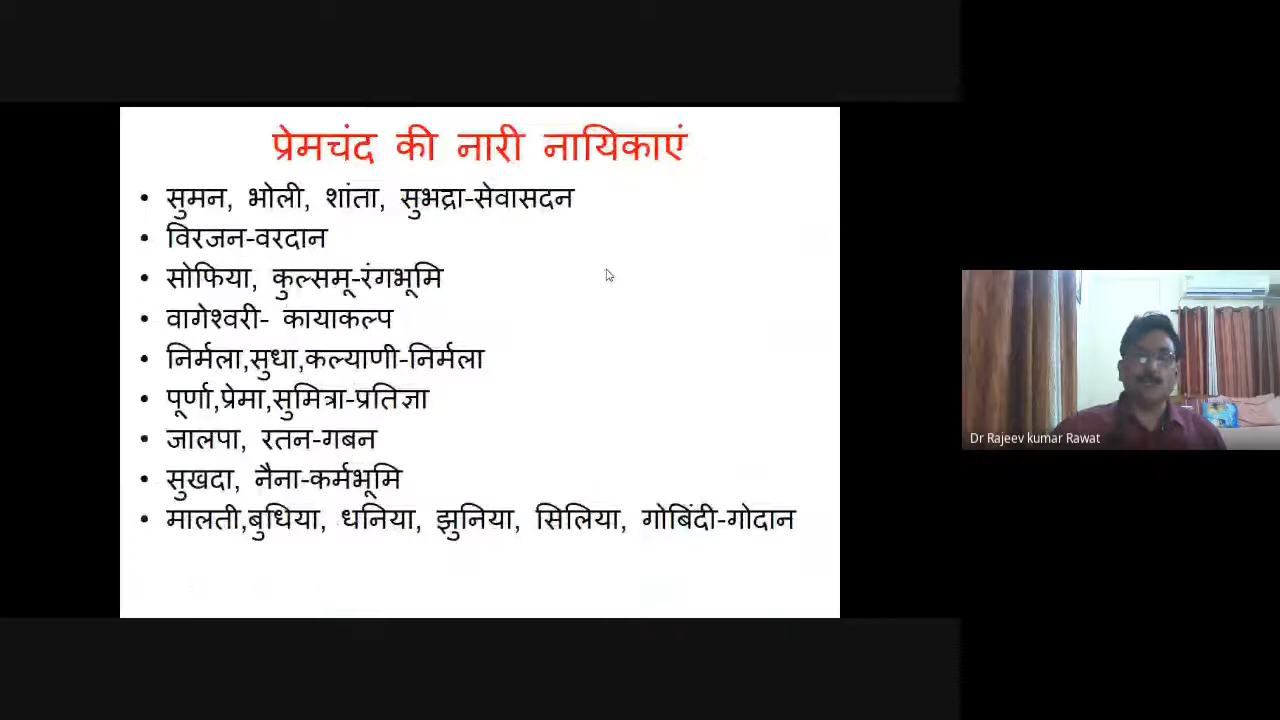 प्रेमचंद की नारी नायिकाएं
• सुमन, भोली, शांता, सुभद्रा-सेवासदन
• विरजन-वरदान
• सोफिया, कुल्समू-रंगभूमि
• वागेश्वरी- कायाकल्प
• निर्मला,सुधा,कल्याणी-निर्मला
• पूर्णा,प्रेमा,सुमित्रा-प्रतिज्ञा
• जालपा, रतन-गबन
• सुखदा, नैना-कर्मभूमि
• मालती,बुधिया, धनिया, झुनिया, सिलिया, गोबिंदी-गोदान
Dr Rajeev kumar Rawat